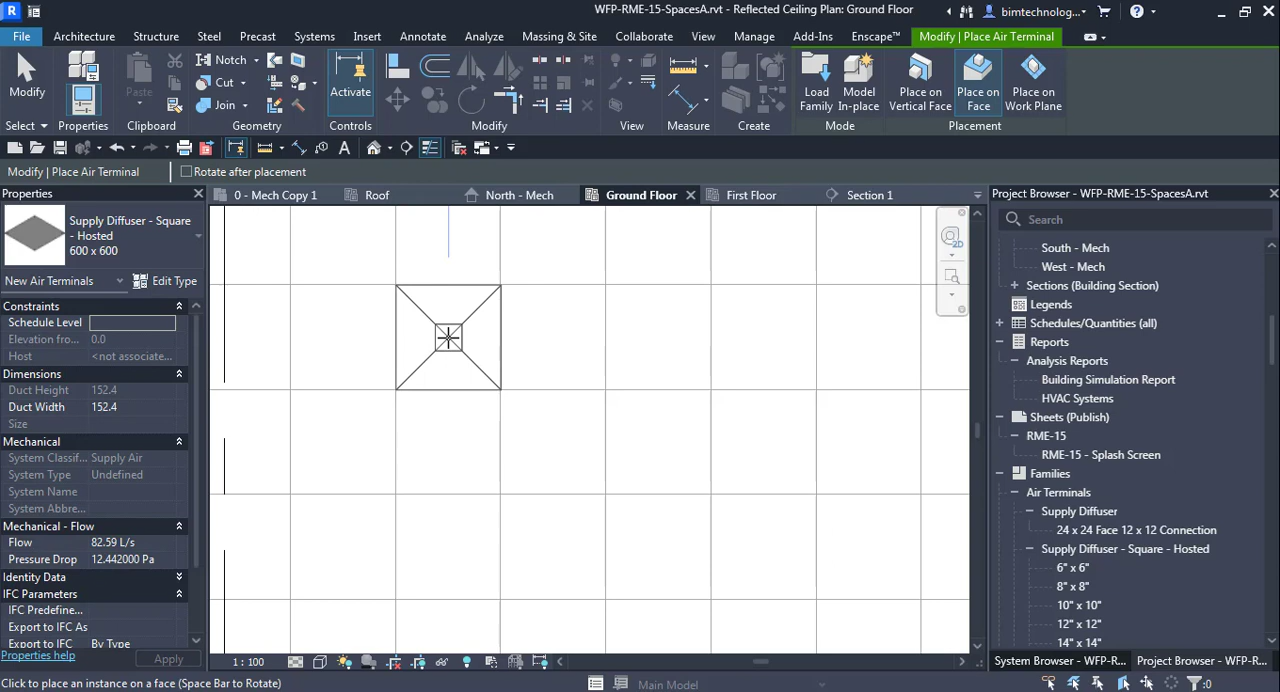 WFP-RME-15-SpacesA.rvt - Reflected Ceiling Plan: Ground Floor
bimtechnolog...
File Architecture Structure Steel Precast Systems Insert Annotate Analyze Massing & Site Collaborate View Manage Add-Ins Enscape™ Modify | Place Air Terminal
Modify
Paste
Notch
Cut
Join
Activate
Load Family
Model In-place
Place on Vertical Face
Place on Face
Place on Work Plane
Select Properties Clipboard Geometry Controls Modify View Measure Create Mode Placement
Modify | Place Air Terminal
Rotate after placement
Properties
0 - Mech Copy 1 Roof North - Mech Ground Floor First Floor Section 1
Project Browser - WFP-RME-15-SpacesA.rvt
Supply Diffuser - Square
- Hosted
600 x 600
New Air Terminals Edit Type
Constraints
Schedule Level
Elevation fro... 0.0
Host <not associate...
Dimensions
Duct Height 152.4
Duct Width 152.4
Size
Mechanical
System Classif... Supply Air
System Type Undefined
System Name
System Abbre...
Mechanical - Flow
Flow 82.59 L/s
Pressure Drop 12.442000 Pa
Identity Data
IFC Parameters
IFC Predefine...
Export to IFC As
Export to IFC By Type
Properties help Apply
2D
Search
South - Mech
West - Mech
Sections (Building Section)
Legends
Schedules/Quantities (all)
Reports
Analysis Reports
Building Simulation Report
HVAC Systems
Sheets (Publish)
RME-15
RME-15 - Splash Screen
Families
Air Terminals
Supply Diffuser
24 x 24 Face 12 x 12 Connection
Supply Diffuser - Square - Hosted
6" x 6"
8" x 8"
10" x 10"
12" x 12"
14" x 14"
1 : 100
System Browser - WFP-R... Project Browser - WFP-R...
Click to place an instance on a face (Space Bar to Rotate)
Main Model
:0